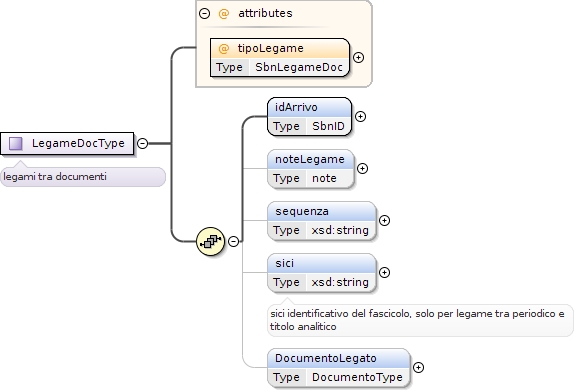 @ attributes
@ tipoLegame
Type SbnLegameDoc
LegameDocType
legami tra documenti
idArrivo
Type SbnID
noteLegame
Type note
sequenza
Type xsd:string
sici
Type xsd:string
sici identificativo del fascicolo, solo per legame tra periodico e
titolo analitico
DocumentoLegato
Type DocumentoType